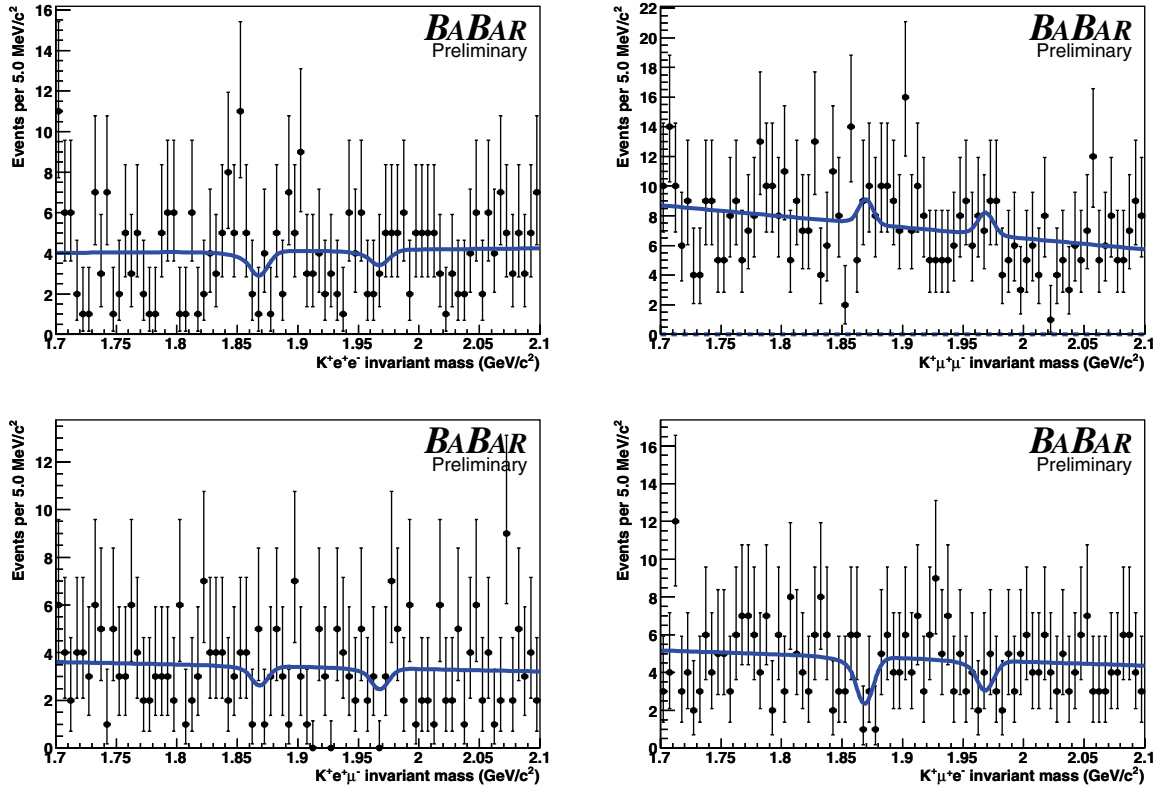 Events per 5.0 MeV/c²
16
14
12
10
8
6
4
2
0
BABAR
Preliminary
1.7 1.75 1.8 1.85 1.9 1.95 2 2.05 2.1
K⁺e⁺e⁻ invariant mass (GeV/c²)
Events per 5.0 MeV/c²
22
20
18
16
14
12
10
8
6
4
2
0
BABAR
Preliminary
1.7 1.75 1.8 1.85 1.9 1.95 2 2.05 2.1
K⁺μ⁺μ⁻ invariant mass (GeV/c²)
Events per 5.0 MeV/c²
12
10
8
6
4
2
0
BABAR
Preliminary
1.7 1.75 1.8 1.85 1.9 1.95 2 2.05 2.1
K⁺e⁺μ⁻ invariant mass (GeV/c²)
Events per 5.0 MeV/c²
16
14
12
10
8
6
4
2
0
BABAR
Preliminary
1.7 1.75 1.8 1.85 1.9 1.95 2 2.05 2.1
K⁺μ⁺e⁻ invariant mass (GeV/c²)